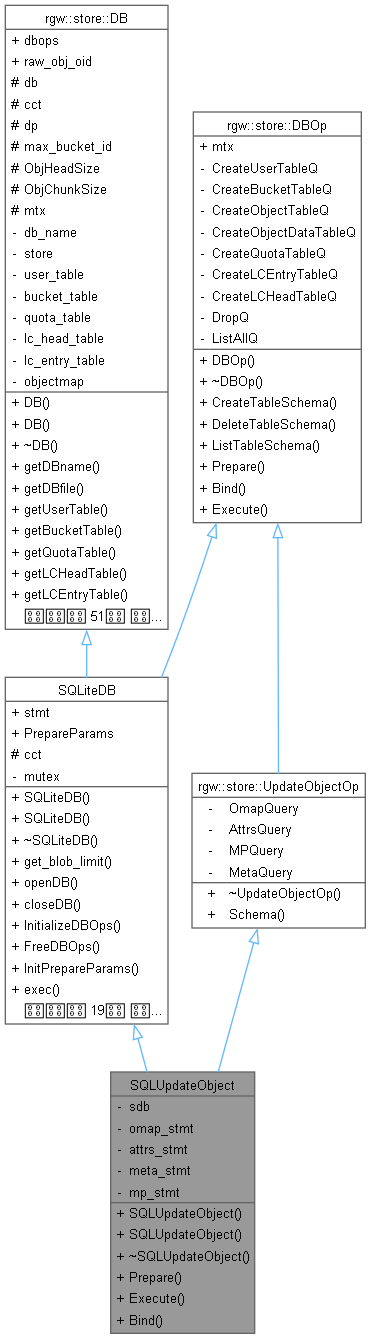 rgw::store::DB
+ dbops
+ raw_obj_oid
# db
# cct
# dp
# max_bucket_id
# ObjHeadSize
# ObjChunkSize
# mtx
- db_name
- store
- user_table
- bucket_table
- quota_table
- lc_head_table
- lc_entry_table
- objectmap
+ DB()
+ DB()
+ ~DB()
+ getDBname()
+ getDBfile()
+ getUserTable()
+ getBucketTable()
+ getQuotaTable()
+ getLCHeadTable()
+ getLCEntryTable()
51 ...
rgw::store::DBOp
+ mtx
- CreateUserTableQ
- CreateBucketTableQ
- CreateObjectTableQ
- CreateObjectDataTableQ
- CreateQuotaTableQ
- CreateLCEntryTableQ
- CreateLCHeadTableQ
- DropQ
- ListAllQ
+ DBOp()
+ ~DBOp()
+ CreateTableSchema()
+ DeleteTableSchema()
+ ListTableSchema()
+ Prepare()
+ Bind()
+ Execute()
SQLiteDB
+ stmt
+ PrepareParams
# cct
- mutex
+ SQLiteDB()
+ SQLiteDB()
+ ~SQLiteDB()
+ get_blob_limit()
+ openDB()
+ closeDB()
+ InitializeDBOps()
+ FreeDBOps()
+ InitPrepareParams()
+ exec()
19 ...
rgw::store::UpdateObjectOp
- OmapQuery
- AttrsQuery
- MPQuery
- MetaQuery
+ ~UpdateObjectOp()
+ Schema()
SQLUpdateObject
- sdb
- omap_stmt
- attrs_stmt
- meta_stmt
- mp_stmt
+ SQLUpdateObject()
+ SQLUpdateObject()
+ ~SQLUpdateObject()
+ Prepare()
+ Execute()
+ Bind()